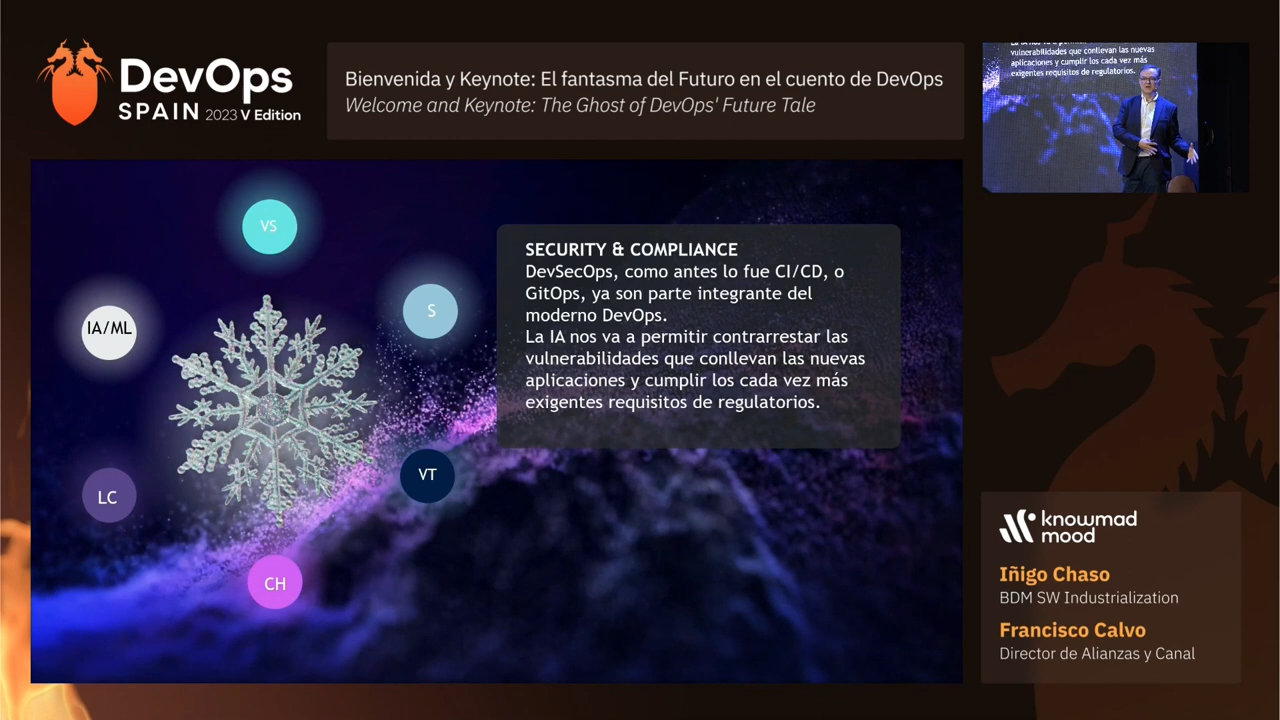 DevOps
SPAIN 2023 V Edition
Bienvenida y Keynote: El fantasma del Futuro en el cuento de DevOps
Welcome and Keynote: The Ghost of DevOps' Future Tale
vulnerabilidades que conllevan las nuevas
aplicaciones y cumplir los cada vez más
exigentes requisitos de regulatorios.
VS
IA/ML
S
LC
VT
CH
SECURITY & COMPLIANCE
DevSecOps, como antes lo fue CI/CD, o
GitOps, ya son parte integrante del
moderno DevOps.
La IA nos va a permitir contrarrestar las
vulnerabilidades que conllevan las nuevas
aplicaciones y cumplir los cada vez más
exigentes requisitos de regulatorios.
knowmad
mood
Iñigo Chaso
BDM SW Industrialization
Francisco Calvo
Director de Alianzas y Canal